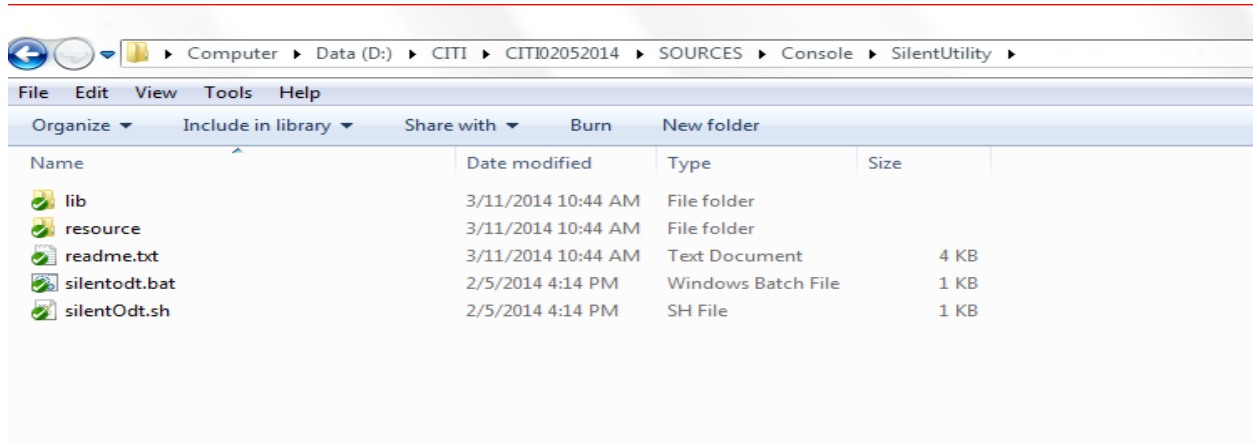 Computer Data (D:) CITI CITI02052014 SOURCES Console SilentUtility
File Edit View Tools Help
Organize Include in library Share with Burn New folder
Name Date modified Type Size
lib 3/11/2014 10:44 AM File folder
resource 3/11/2014 10:44 AM File folder
readme.txt 3/11/2014 10:44 AM Text Document 4 KB
silentodt.bat 2/5/2014 4:14 PM Windows Batch File 1 KB
silentOdt.sh 2/5/2014 4:14 PM SH File 1 KB